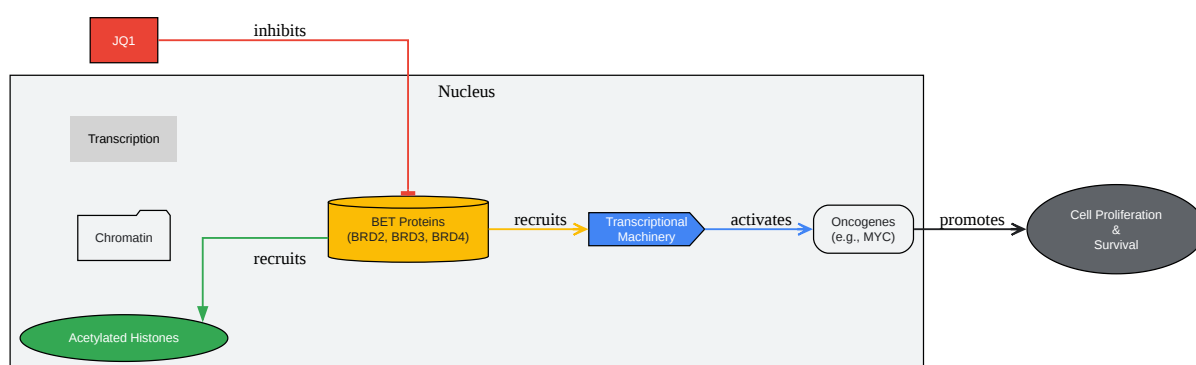 JQ1
inhibits
Nucleus
Transcription
Chromatin
BET Proteins
(BRD2, BRD3, BRD4)
recruits
Transcriptional
Machinery
activates
Oncogenes
(e.g., MYC)
promotes
Cell Proliferation
&
Survival
recruits
Acetylated Histones